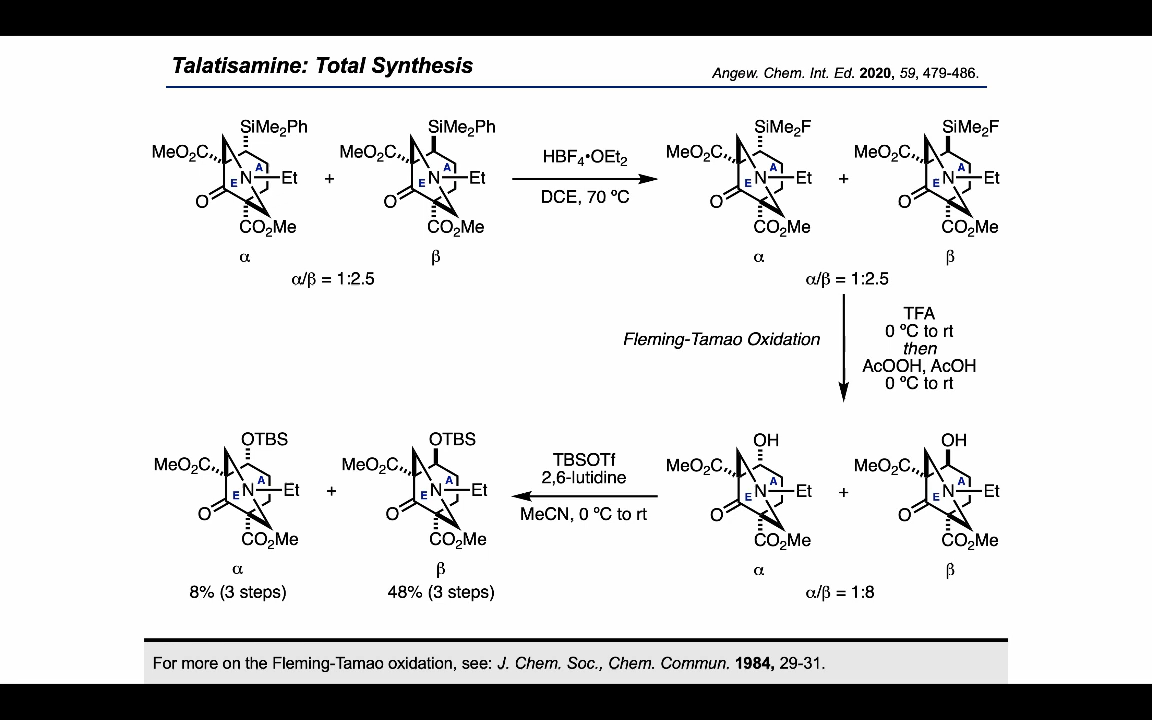 Talatisamine: Total Synthesis
Angew. Chem. Int. Ed. 2020, 59, 479-486.
SiMe2Ph
MeO2C
A
E
N
Et
O
CO2Me
α
+
SiMe2Ph
MeO2C
A
E
N
Et
O
CO2Me
β
α/β = 1:2.5
HBF4•OEt2
DCE, 70 ºC
SiMe2F
MeO2C
A
E
N
Et
O
CO2Me
α
+
SiMe2F
MeO2C
A
E
N
Et
O
CO2Me
β
α/β = 1:2.5
Fleming-Tamao Oxidation
TFA
0 ºC to rt
then
AcOOH, AcOH
0 ºC to rt
OTBS
MeO2C
A
E
N
Et
O
CO2Me
α
8% (3 steps)
+
OTBS
MeO2C
A
E
N
Et
O
CO2Me
β
48% (3 steps)
TBSOTf
2,6-lutidine
MeCN, 0 ºC to rt
OH
MeO2C
A
E
N
Et
O
CO2Me
α
+
OH
MeO2C
A
E
N
Et
O
CO2Me
β
α/β = 1:8
For more on the Fleming-Tamao oxidation, see: J. Chem. Soc., Chem. Commun. 1984, 29-31.